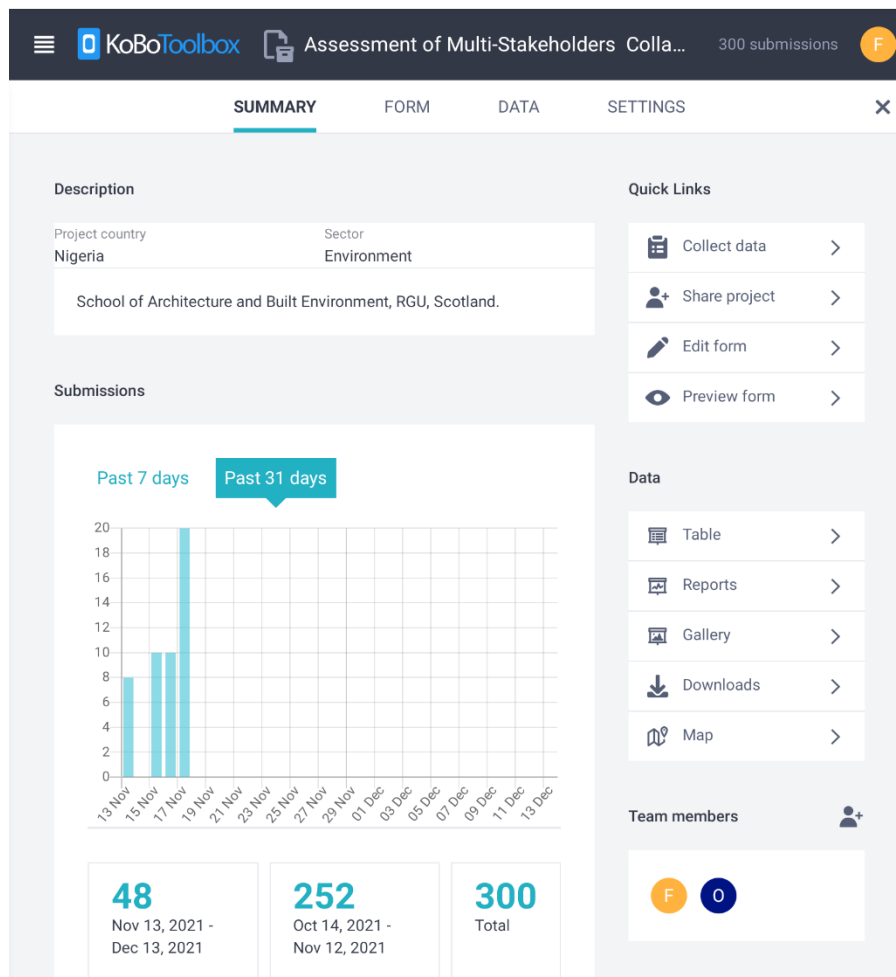 KoBoToolbox
Assessment of Multi-Stakeholders Colla...
300 submissions
F
SUMMARY
FORM
DATA
SETTINGS
Description
Project country
Nigeria
Sector
Environment
School of Architecture and Built Environment, RGU, Scotland.
Submissions
Past 7 days
Past 31 days
20
18
16
14
12
10
8
6
4
2
0
13 Nov
15 Nov
17 Nov
19 Nov
21 Nov
23 Nov
25 Nov
27 Nov
29 Nov
01 Dec
03 Dec
05 Dec
07 Dec
09 Dec
11 Dec
13 Dec
48
Nov 13, 2021 -
Dec 13, 2021
252
Oct 14, 2021 -
Nov 12, 2021
300
Total
Quick Links
Collect data
Share project
Edit form
Preview form
Data
Table
Reports
Gallery
Downloads
Map
Team members
F
O